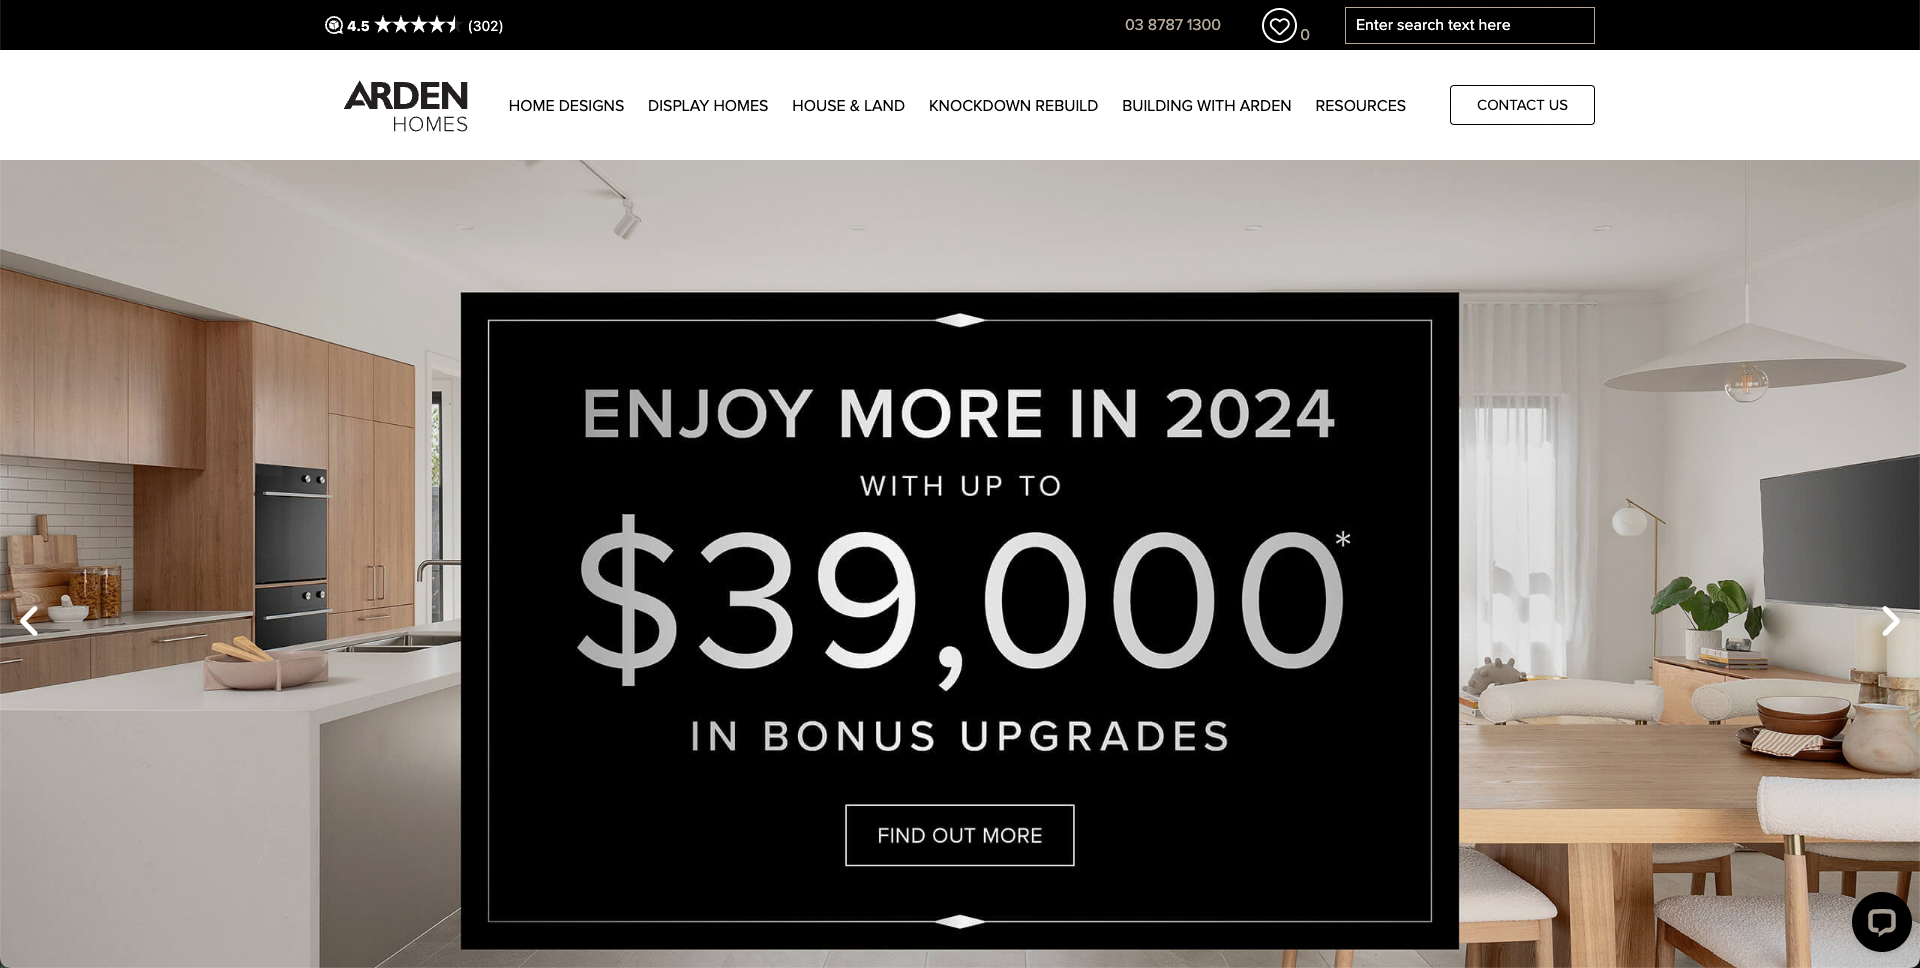 4.5 (302)
03 8787 1300
0
Enter search text here
ARDEN
HOMES
HOME DESIGNS
DISPLAY HOMES
HOUSE & LAND
KNOCKDOWN REBUILD
BUILDING WITH ARDEN
RESOURCES
CONTACT US
ENJOY MORE IN 2024
WITH UP TO
$39,000*
IN BONUS UPGRADES
FIND OUT MORE